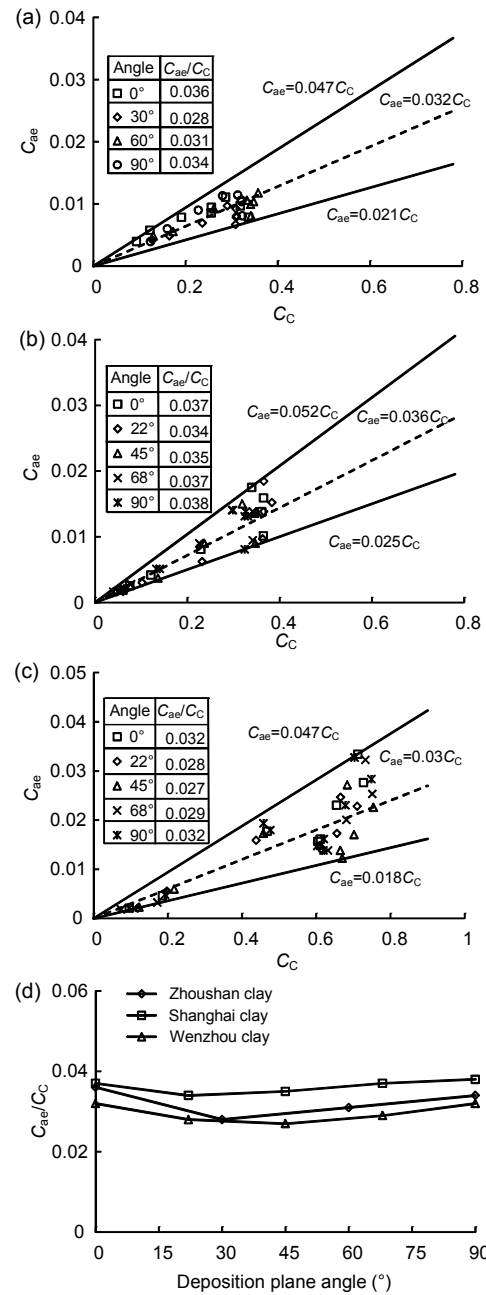 (a)
0.04
0.03
0.02
0.01
0
0 0.2 0.4 0.6 0.8
Cae
CC
Angle Cae/CC
0° 0.036
30° 0.028
60° 0.031
90° 0.034
Cae=0.047CC
Cae=0.032CC
Cae=0.021CC
(b)
0.04
0.03
0.02
0.01
0
0 0.2 0.4 0.6 0.8
Cae
CC
Angle Cae/CC
0° 0.037
22° 0.034
45° 0.035
68° 0.037
90° 0.038
Cae=0.052CC
Cae=0.036CC
Cae=0.025CC
(c)
0.05
0.04
0.03
0.02
0.01
0
0 0.2 0.4 0.6 0.8 1
Cae
CC
Angle Cae/CC
0° 0.032
22° 0.028
45° 0.027
68° 0.029
90° 0.032
Cae=0.047CC
Cae=0.03CC
Cae=0.018CC
(d)
0.06
0.04
0.02
0
Cae/CC
Zhoushan clay
Shanghai clay
Wenzhou clay
0 15 30 45 60 75 90
Deposition plane angle (°)